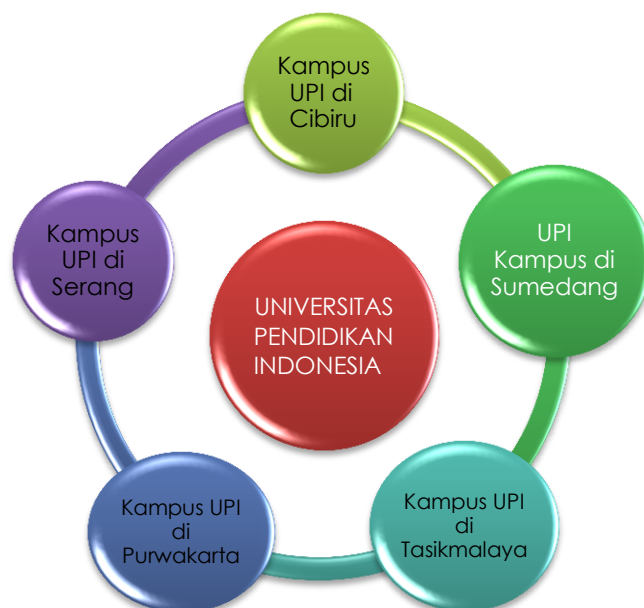 Kampus
UPI di
Cibiru
UPI
Kampus di
Sumedang
Kampus UPI
di
Tasikmalaya
Kampus UPI
di
Purwakarta
Kampus
UPI di
Serang
UNIVERSITAS
PENDIDIKAN
INDONESIA